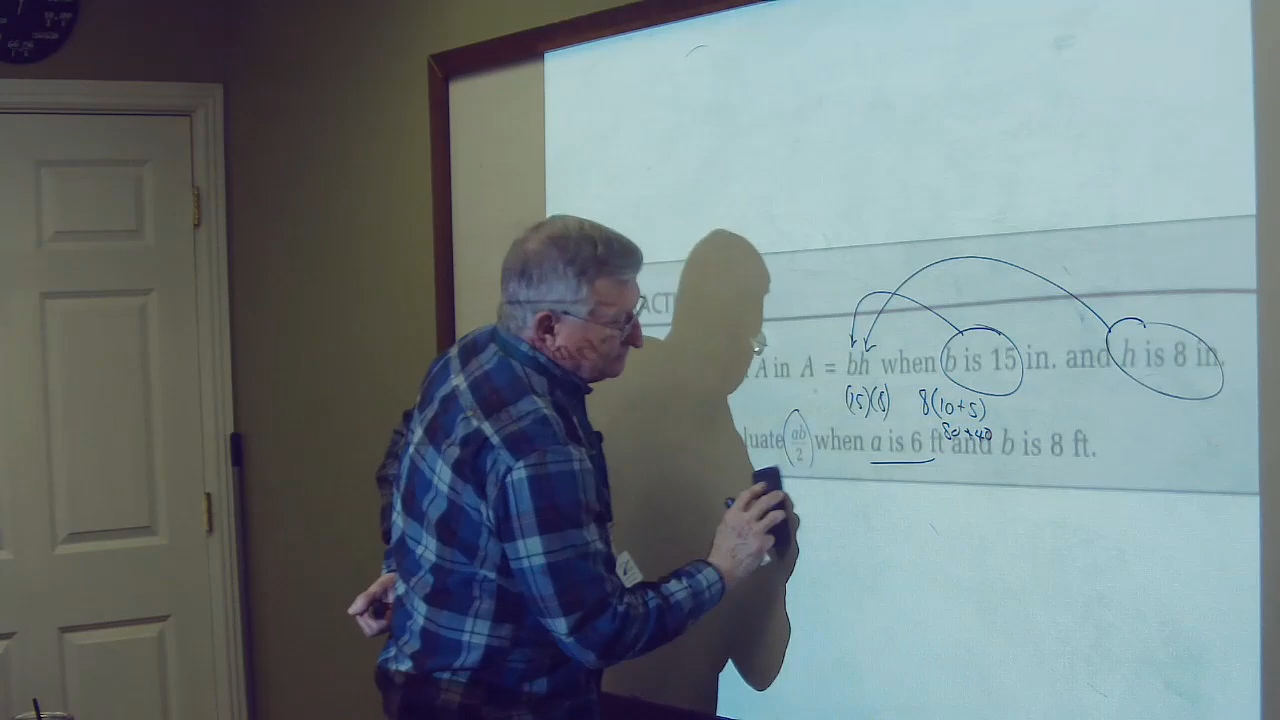 ACT
A in A = bh when b is 15 in. and h is 8 in.
(15)(8) 8(10+5)
80+40
luate ab/2 when a is 6 ft and b is 8 ft.